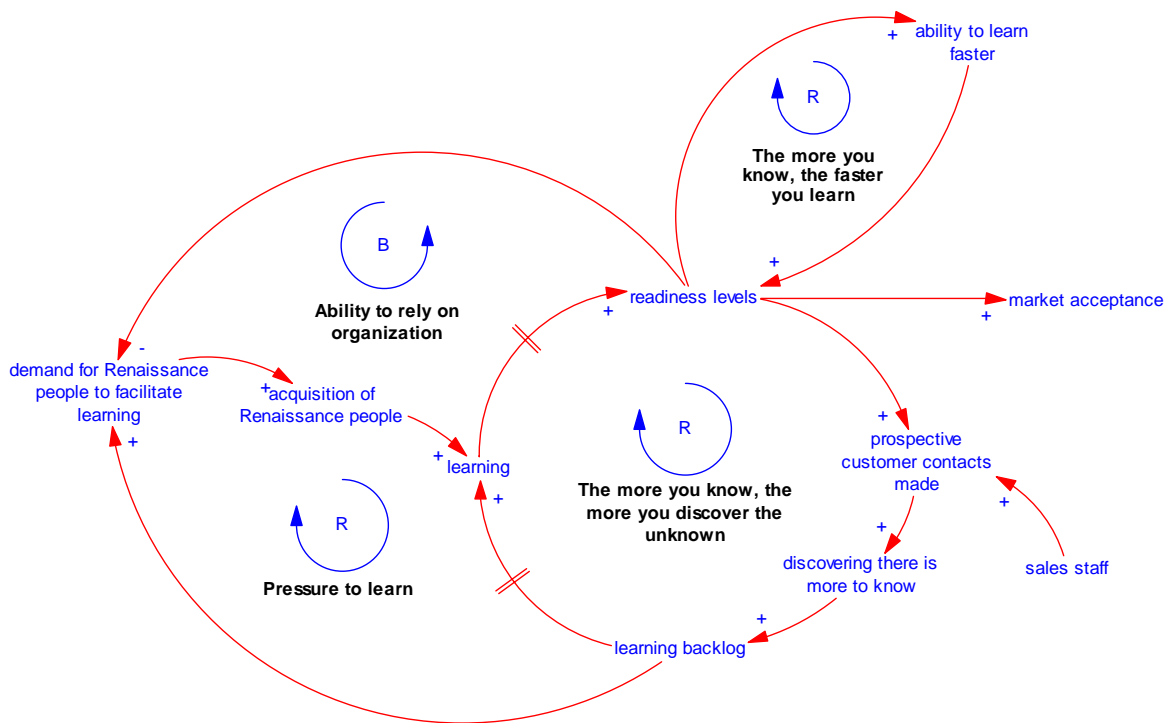 ability to learn
faster
+
R
The more you
know, the faster
you learn
+
B
Ability to rely on
organization
readiness levels
+
market acceptance
+
-
demand for Renaissance
people to facilitate
learning
+
+
acquisition of
Renaissance people
+
learning
+
R
The more you know, the
more you discover the
unknown
+
prospective
customer contacts
made
+
+
R
Pressure to learn
discovering there is
more to know
sales staff
+
learning backlog